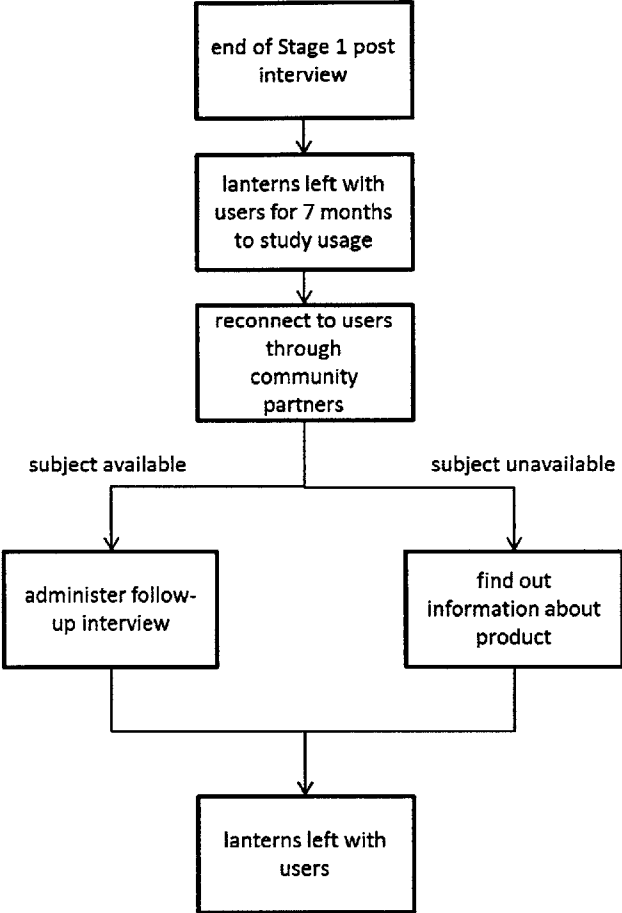 end of Stage 1 post
interview
lanterns left with
users for 7 months
to study usage
reconnect to users
through
community
partners
subject available
subject unavailable
administer follow-
up interview
find out
information about
product
lanterns left with
users